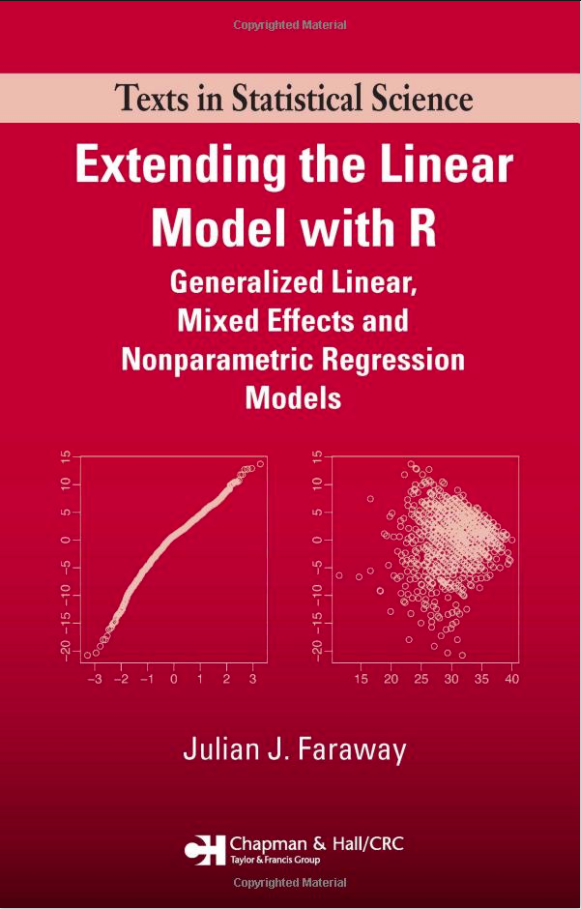 Copyrighted Material
Texts in Statistical Science
Extending the Linear
Model with R
Generalized Linear,
Mixed Effects and
Nonparametric Regression
Models
15
10
5
0
−5
−10
−15
−20
−3 −2 −1 0 1 2 3
15
10
5
0
−5
−10
−15
−20
15 20 25 30 35 40
Julian J. Faraway
Chapman & Hall/CRC
Taylor & Francis Group
Copyrighted Material